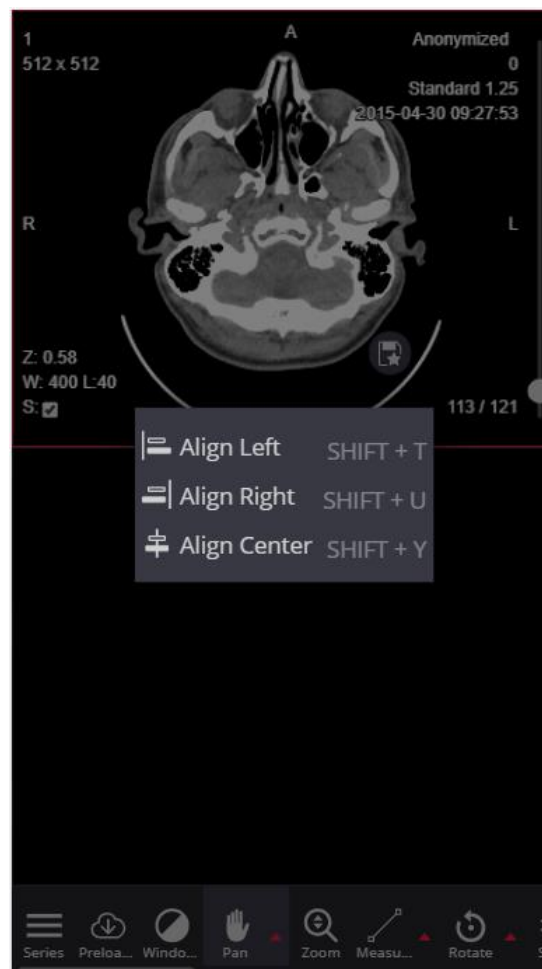 1
512 x 512
A
Anonymized
0
Standard 1.25
2015-04-30 09:27:53
R
L
Z: 0.58
W: 400 L:40
S:
113 / 121
Align Left SHIFT + T
Align Right SHIFT + U
Align Center SHIFT + Y
Series Preloa... Windo... Pan Zoom Measu... Rotate